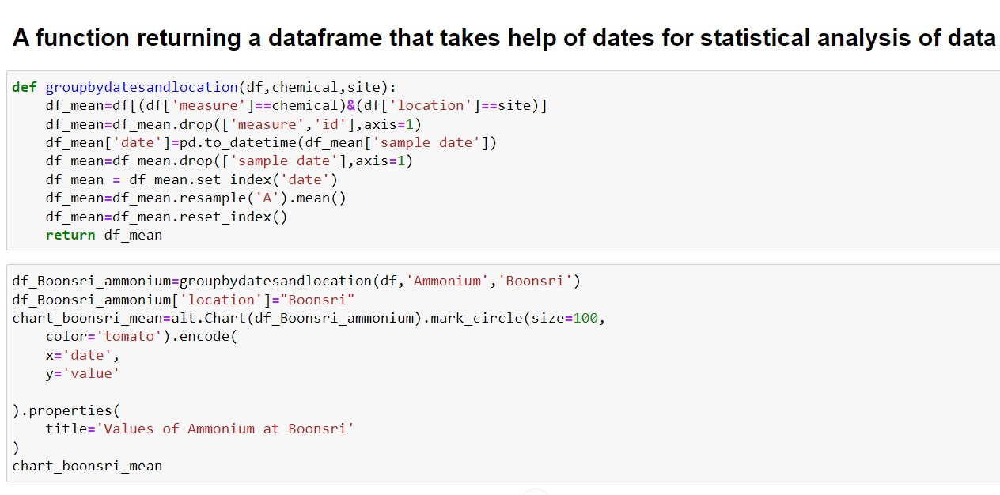 A function returning a dataframe that takes help of dates for statistical analysis of data
def groupbydatesandlocation(df,chemical,site):
    df_mean=df[(df['measure']==chemical)&(df['location']==site)]
    df_mean=df_mean.drop(['measure','id'],axis=1)
    df_mean['date']=pd.to_datetime(df_mean['sample date'])
    df_mean=df_mean.drop(['sample date'],axis=1)
    df_mean = df_mean.set_index('date')
    df_mean=df_mean.resample('A').mean()
    df_mean=df_mean.reset_index()
    return df_mean
df_Boonsri_ammonium=groupbydatesandlocation(df,'Ammonium','Boonsri')
df_Boonsri_ammonium['location']="Boonsri"
chart_boonsri_mean=alt.Chart(df_Boonsri_ammonium).mark_circle(size=100,
    color='tomato').encode(
    x='date',
    y='value'
).properties(
    title='Values of Ammonium at Boonsri'
)
chart_boonsri_mean